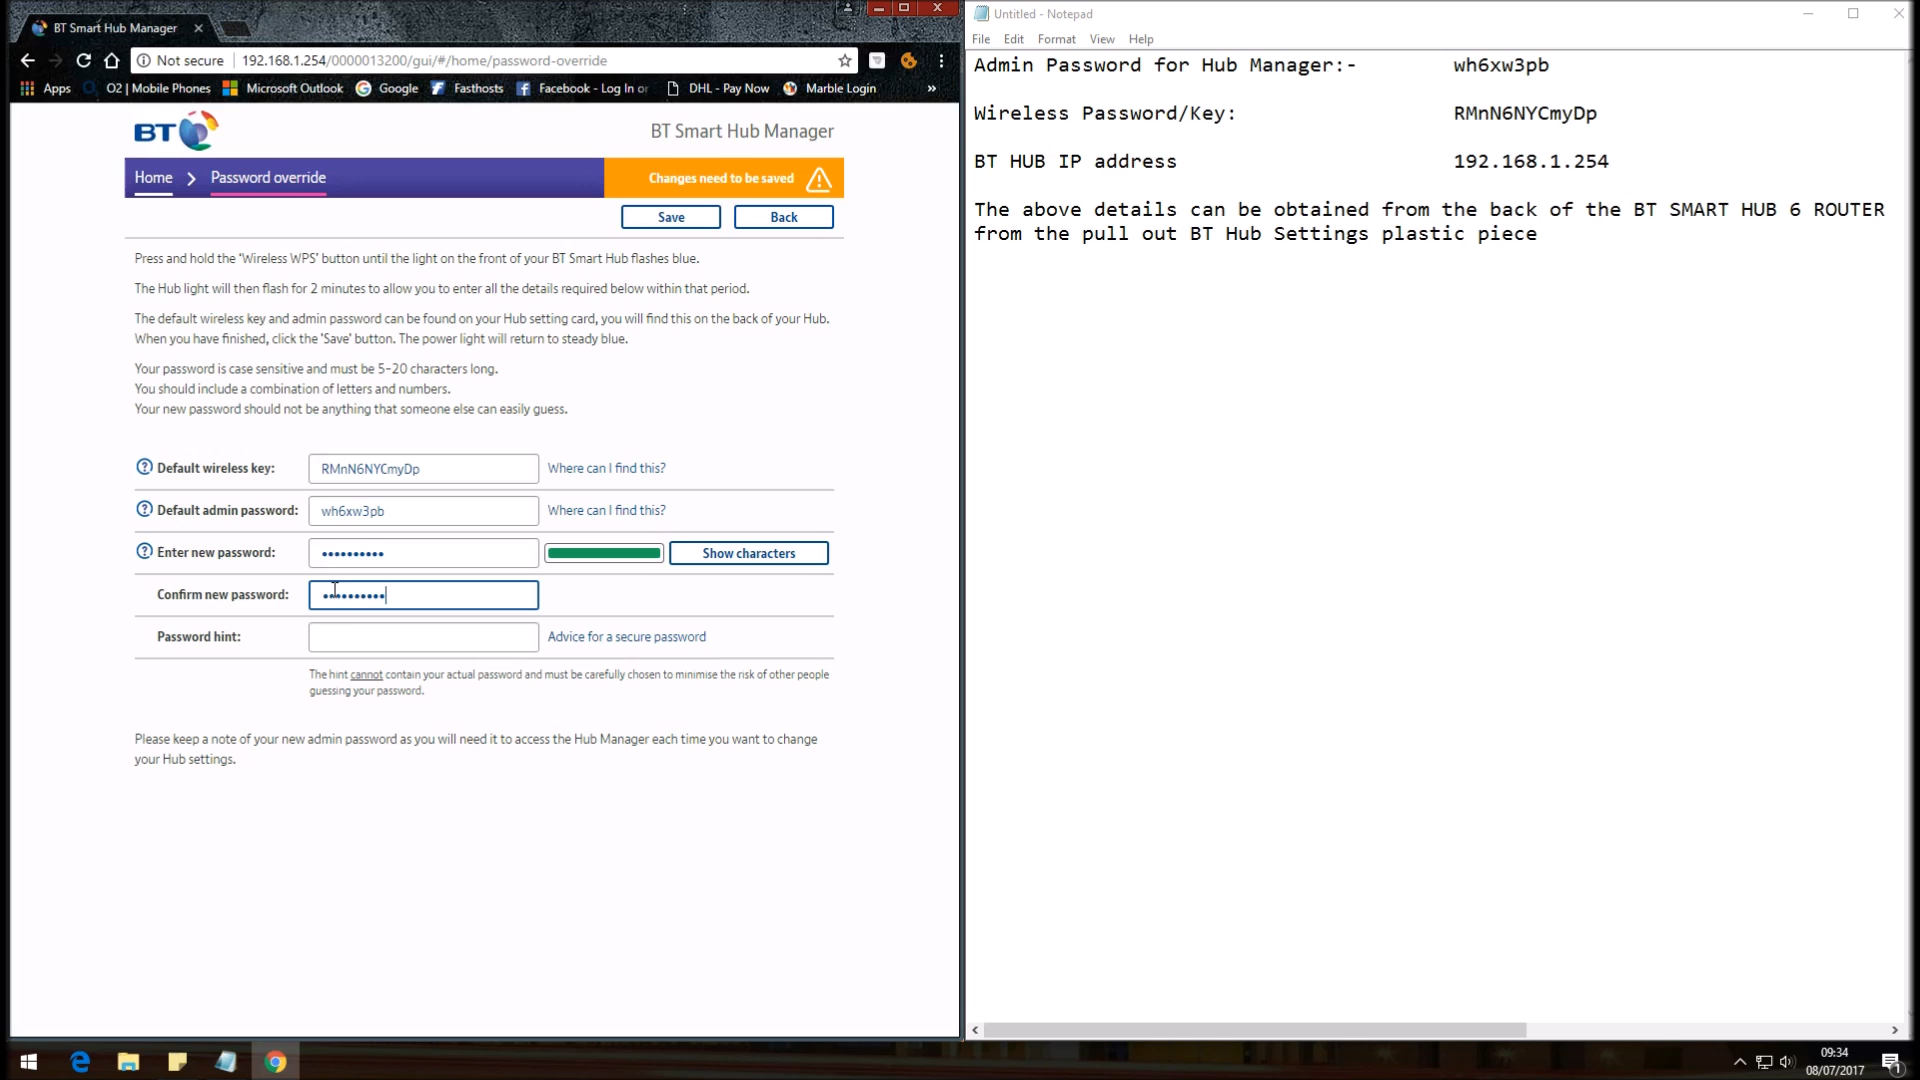 BT Smart Hub Manager
Not secure 192.168.1.254/0000013200/gui/#/home/password-override
Apps O2 | Mobile Phones Microsoft Outlook Google Fasthosts Facebook - Log In or DHL - Pay Now Marble Login »
BT
BT Smart Hub Manager
Home Password override Changes need to be saved
Save Back
Press and hold the 'Wireless WPS' button until the light on the front of your BT Smart Hub flashes blue.
The Hub light will then flash for 2 minutes to allow you to enter all the details required below within that period.
The default wireless key and admin password can be found on your Hub setting card, you will find this on the back of your Hub.
When you have finished, click the 'Save' button. The power light will return to steady blue.
Your password is case sensitive and must be 5-20 characters long.
You should include a combination of letters and numbers.
Your new password should not be anything that someone else can easily guess.
Default wireless key: RMnN6NYCmyDp Where can I find this?
Default admin password: wh6xw3pb Where can I find this?
Enter new password: •••••••••• Show characters
Confirm new password: ••••••••••
Password hint: Advice for a secure password
The hint cannot contain your actual password and must be carefully chosen to minimise the risk of other people
guessing your password.
Please keep a note of your new admin password as you will need it to access the Hub Manager each time you want to change
your Hub settings.
Untitled - Notepad
File Edit Format View Help
Admin Password for Hub Manager:- wh6xw3pb
Wireless Password/Key: RMnN6NYCmyDp
BT HUB IP address 192.168.1.254
The above details can be obtained from the back of the BT SMART HUB 6 ROUTER
from the pull out BT Hub Settings plastic piece
09:34
08/07/2017
1